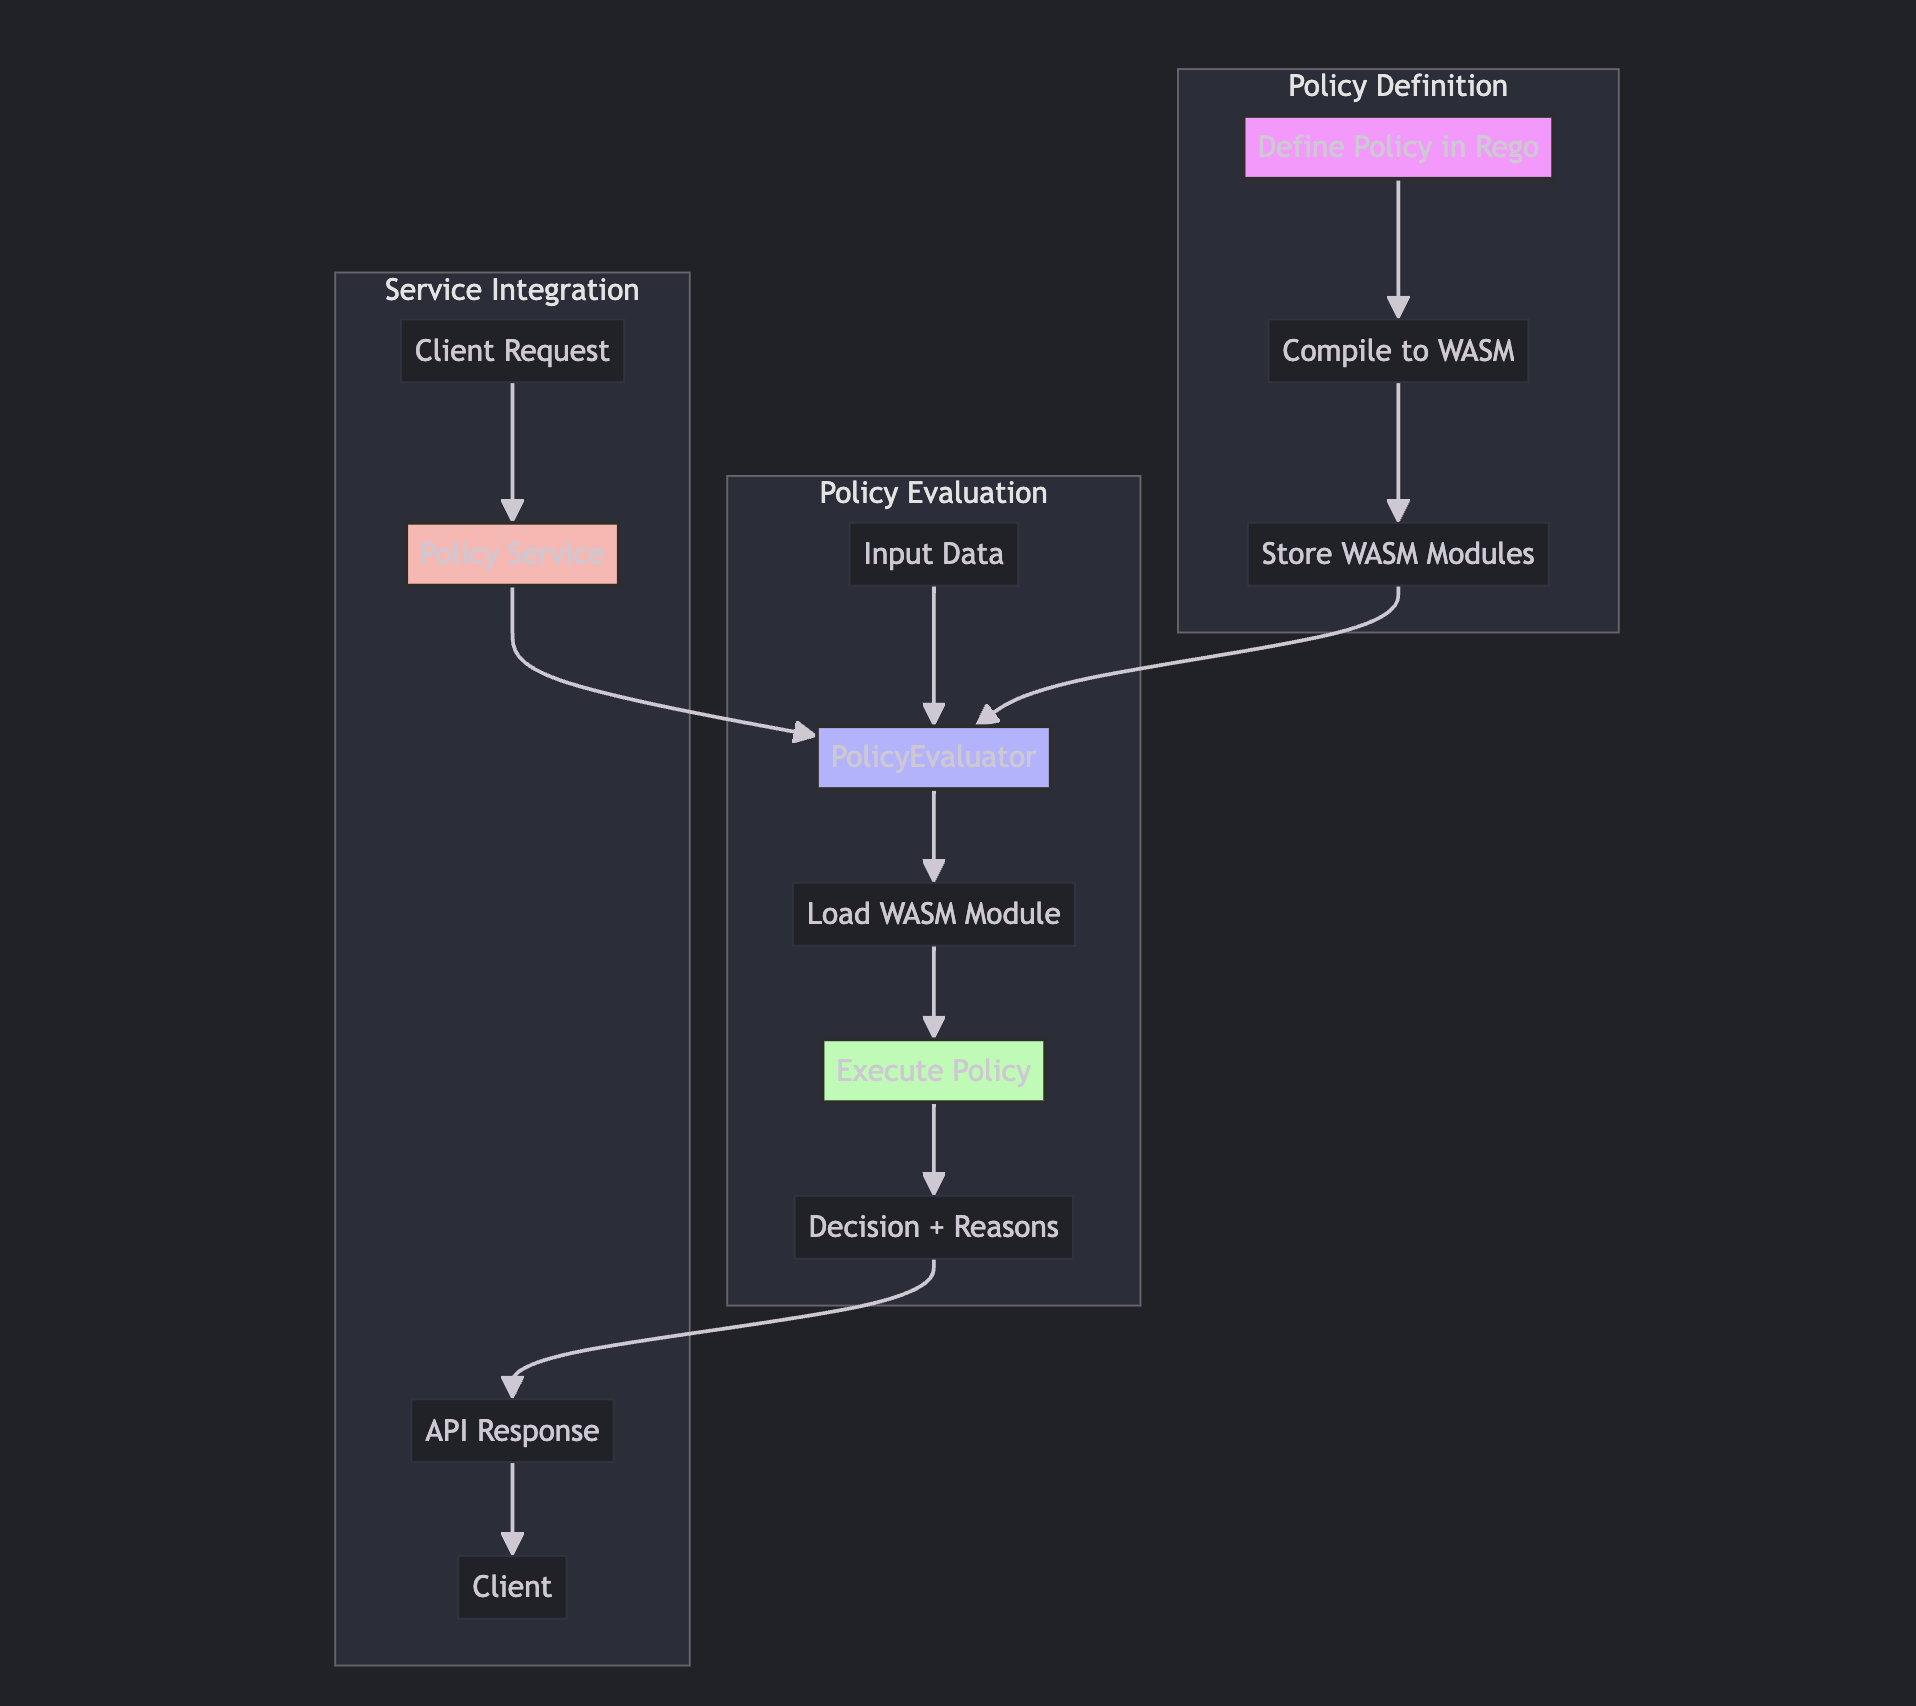 Policy Definition
Define Policy in Rego
Compile to WASM
Store WASM Modules
Service Integration
Client Request
Policy Service
Policy Evaluation
Input Data
PolicyEvaluator
Load WASM Module
Execute Policy
Decision + Reasons
API Response
Client